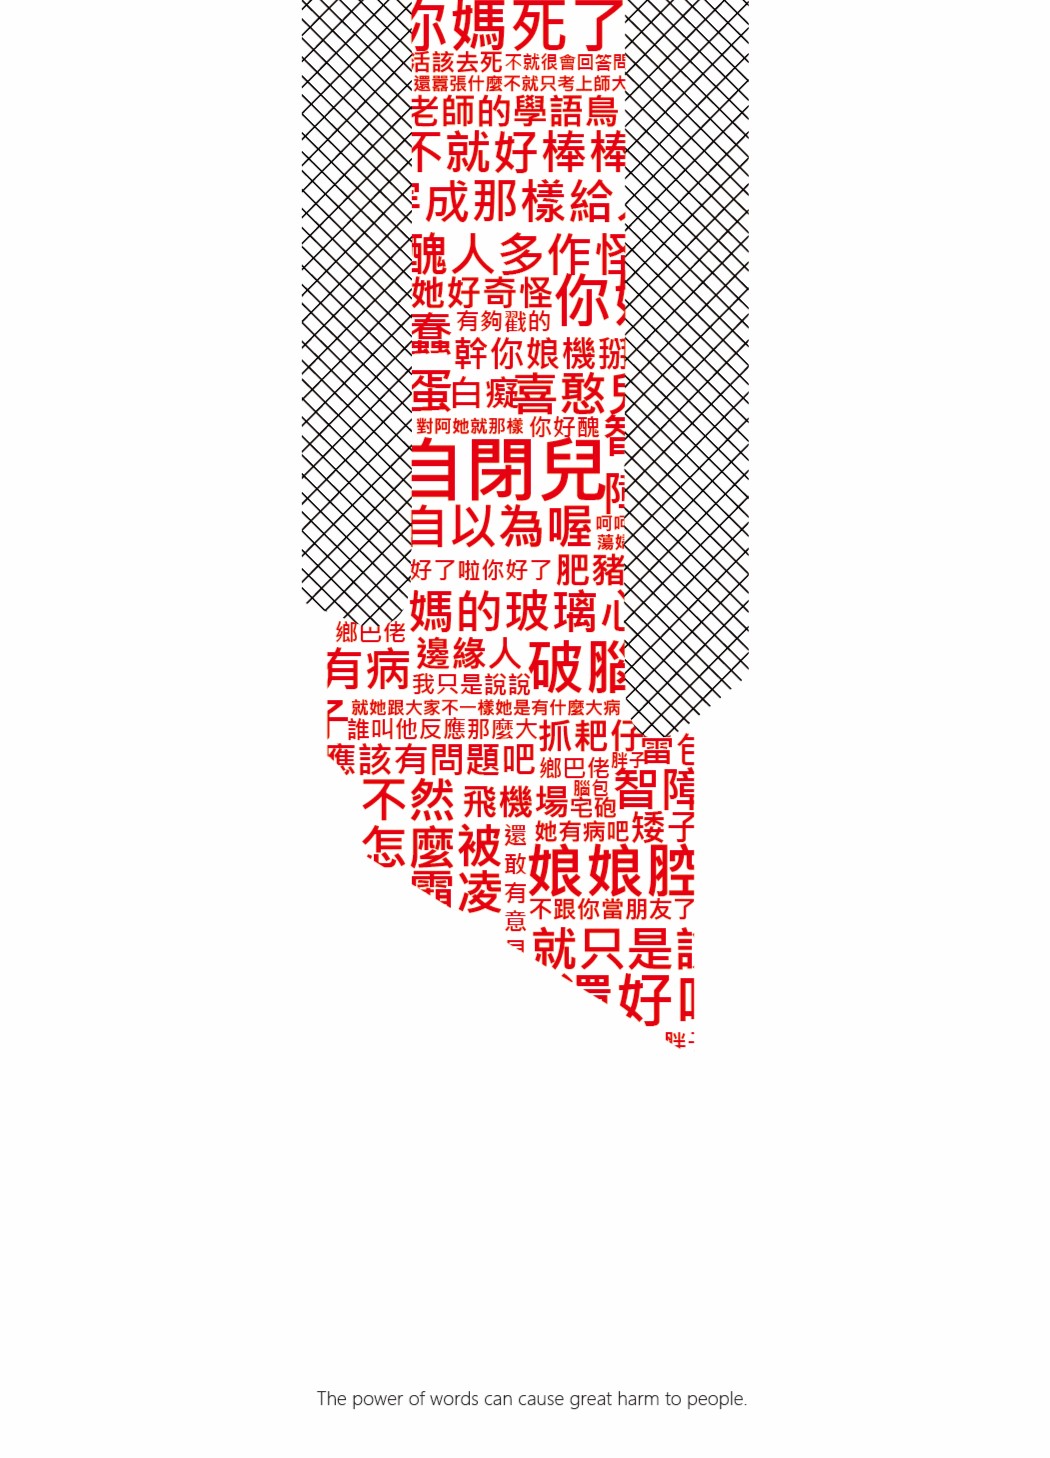 你媽死了
活該去死 不就很會回答問
還囂張什麼不就只考上師大
老師的學語鳥
不就好棒棒
成那樣給
醜人多作怪
她好奇怪 你
蠢 有夠戳的
幹你娘機掰
蛋 白癡 喜憨兒
對阿她就那樣 你好醜 智
自閉兒 障
自以為喔 呵呵
好了啦你好了 肥豬
媽的玻璃心
鄉巴佬 邊緣人 破腦
有病 我只是說說
就她跟大家不一樣她是有什麼大病
誰叫他反應那麼大 抓耙仔
應該有問題吧 鄉巴佬 胖子 雷包
不然 飛機場 腦包 宅砲 智障
怎麼被 還敢有意見 她有病吧 矮子
霸凌 娘娘腔
不跟你當朋友了
就只是
好
胖
The power of words can cause great harm to people.